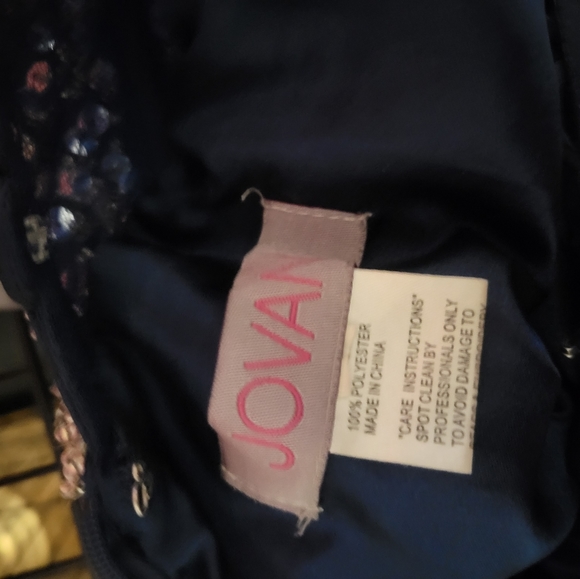 JOVAN
100% POLYESTER
MADE IN CHINA
"CARE INSTRUCTIONS"
SPOT CLEAN BY
PROFESSIONALS ONLY
TO AVOID DAMAGE TO